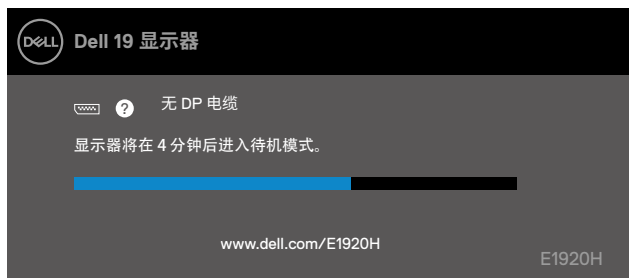 DELL
Dell 19 显示器
? 无 DP 电缆
显示器将在 4 分钟后进入待机模式。
www.dell.com/E1920H
E1920H